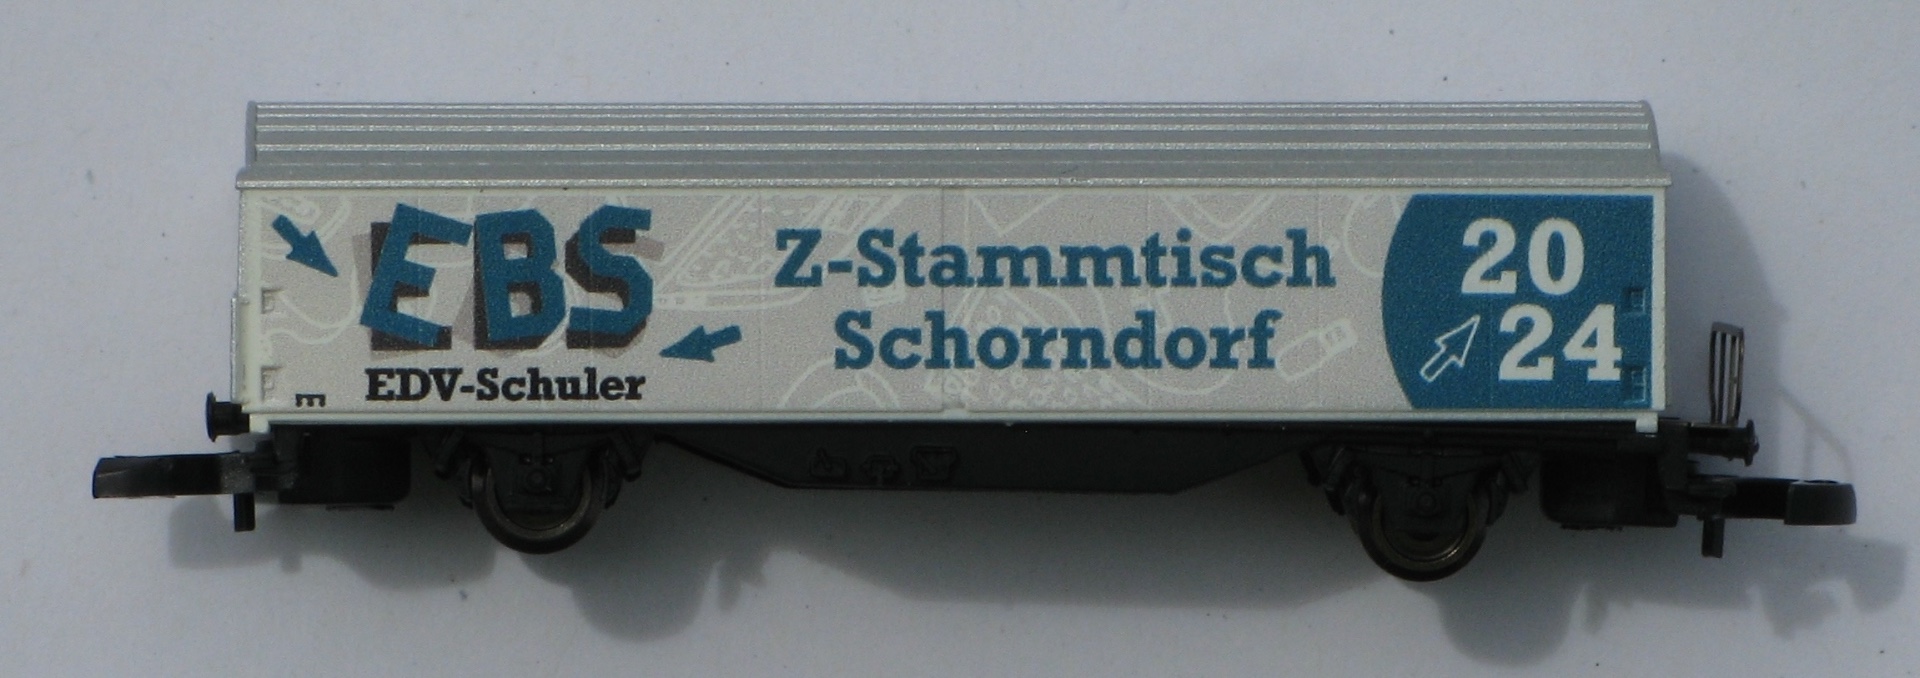 EBS
EDV-Schuler
Z-Stammtisch
Schorndorf
20
24